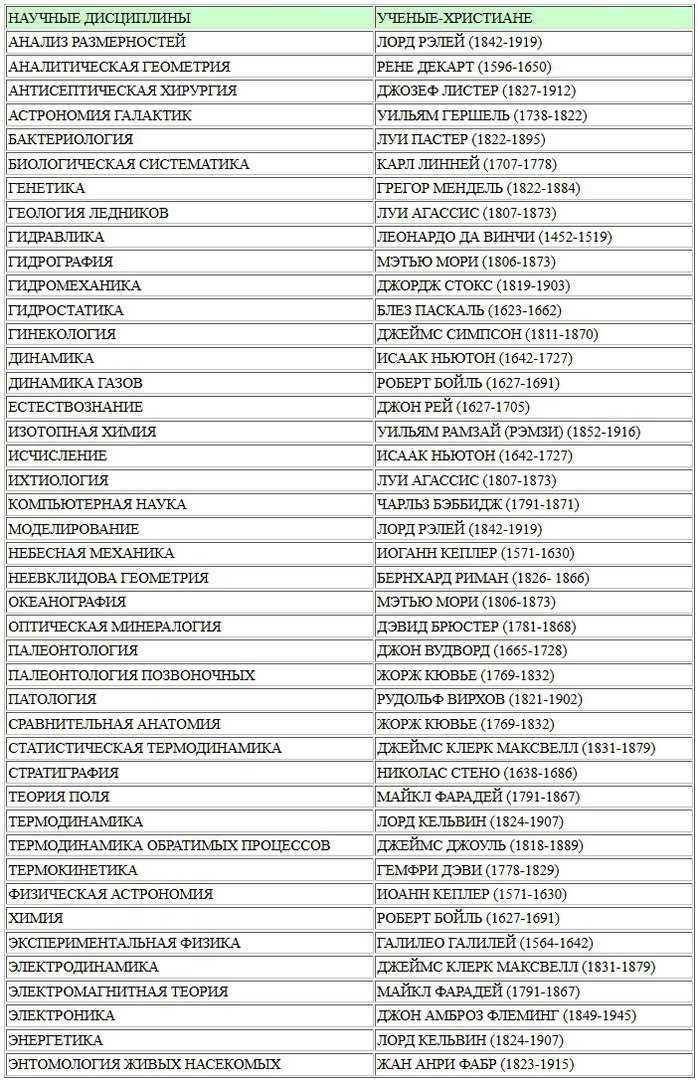 НАУЧНЫЕ ДИСЦИПЛИНЫ УЧЕНЫЕ-ХРИСТИАНЕ
АНАЛИЗ РАЗМЕРНОСТЕЙ ЛОРД РЭЛЕЙ (1842-1919)
АНАЛИТИЧЕСКАЯ ГЕОМЕТРИЯ РЕНЕ ДЕКАРТ (1596-1650)
АНТИСЕПТИЧЕСКАЯ ХИРУРГИЯ ДЖОЗЕФ ЛИСТЕР (1827-1912)
АСТРОНОМИЯ ГАЛАКТИК УИЛЬЯМ ГЕРШЕЛЬ (1738-1822)
БАКТЕРИОЛОГИЯ ЛУИ ПАСТЕР (1822-1895)
БИОЛОГИЧЕСКАЯ СИСТЕМАТИКА КАРЛ ЛИННЕЙ (1707-1778)
ГЕНЕТИКА ГРЕГОР МЕНДЕЛЬ (1822-1884)
ГЕОЛОГИЯ ЛЕДНИКОВ ЛУИ АГАССИС (1807-1873)
ГИДРАВЛИКА ЛЕОНАРДО ДА ВИНЧИ (1452-1519)
ГИДРОГРАФИЯ МЭТЬЮ МОРИ (1806-1873)
ГИДРОМЕХАНИКА ДЖОРДЖ СТОКС (1819-1903)
ГИДРОСТАТИКА БЛЕЗ ПАСКАЛЬ (1623-1662)
ГИНЕКОЛОГИЯ ДЖЕЙМС СИМПСОН (1811-1870)
ДИНАМИКА ИСААК НЬЮТОН (1642-1727)
ДИНАМИКА ГАЗОВ РОБЕРТ БОЙЛЬ (1627-1691)
ЕСТЕСТВОЗНАНИЕ ДЖОН РЕЙ (1627-1705)
ИЗОТОПНАЯ ХИМИЯ УИЛЬЯМ РАМЗАЙ (РЭМЗИ) (1852-1916)
ИСЧИСЛЕНИЕ ИСААК НЬЮТОН (1642-1727)
ИХТИОЛОГИЯ ЛУИ АГАССИС (1807-1873)
КОМПЬЮТЕРНАЯ НАУКА ЧАРЛЬЗ БЭББИДЖ (1791-1871)
МОДЕЛИРОВАНИЕ ЛОРД РЭЛЕЙ (1842-1919)
НЕБЕСНАЯ МЕХАНИКА ИОГАНН КЕПЛЕР (1571-1630)
НЕЕВКЛИДОВА ГЕОМЕТРИЯ БЕРНХАРД РИМАН (1826- 1866)
ОКЕАНОГРАФИЯ МЭТЬЮ МОРИ (1806-1873)
ОПТИЧЕСКАЯ МИНЕРАЛОГИЯ ДЭВИД БРЮСТЕР (1781-1868)
ПАЛЕОНТОЛОГИЯ ДЖОН ВУДВОРД (1665-1728)
ПАЛЕОНТОЛОГИЯ ПОЗВОНОЧНЫХ ЖОРЖ КЮВЬЕ (1769-1832)
ПАТОЛОГИЯ РУДОЛЬФ ВИРХОВ (1821-1902)
СРАВНИТЕЛЬНАЯ АНАТОМИЯ ЖОРЖ КЮВЬЕ (1769-1832)
СТАТИСТИЧЕСКАЯ ТЕРМОДИНАМИКА ДЖЕЙМС КЛЕРК МАКСВЕЛЛ (1831-1879)
СТРАТИГРАФИЯ НИКОЛАС СТЕНО (1638-1686)
ТЕОРИЯ ПОЛЯ МАЙКЛ ФАРАДЕЙ (1791-1867)
ТЕРМОДИНАМИКА ЛОРД КЕЛЬВИН (1824-1907)
ТЕРМОДИНАМИКА ОБРАТИМЫХ ПРОЦЕССОВ ДЖЕЙМС ДЖОУЛЬ (1818-1889)
ТЕРМОКИНЕТИКА ГЕМФРИ ДЭВИ (1778-1829)
ФИЗИЧЕСКАЯ АСТРОНОМИЯ ИОАНН КЕПЛЕР (1571-1630)
ХИМИЯ РОБЕРТ БОЙЛЬ (1627-1691)
ЭКСПЕРИМЕНТАЛЬНАЯ ФИЗИКА ГАЛИЛЕО ГАЛИЛЕЙ (1564-1642)
ЭЛЕКТРОДИНАМИКА ДЖЕЙМС КЛЕРК МАКСВЕЛЛ (1831-1879)
ЭЛЕКТРОМАГНИТНАЯ ТЕОРИЯ МАЙКЛ ФАРАДЕЙ (1791-1867)
ЭЛЕКТРОНИКА ДЖОН АМБРОЗ ФЛЕМИНГ (1849-1945)
ЭНЕРГЕТИКА ЛОРД КЕЛЬВИН (1824-1907)
ЭНТОМОЛОГИЯ ЖИВЫХ НАСЕКОМЫХ ЖАН АНРИ ФАБР (1823-1915)